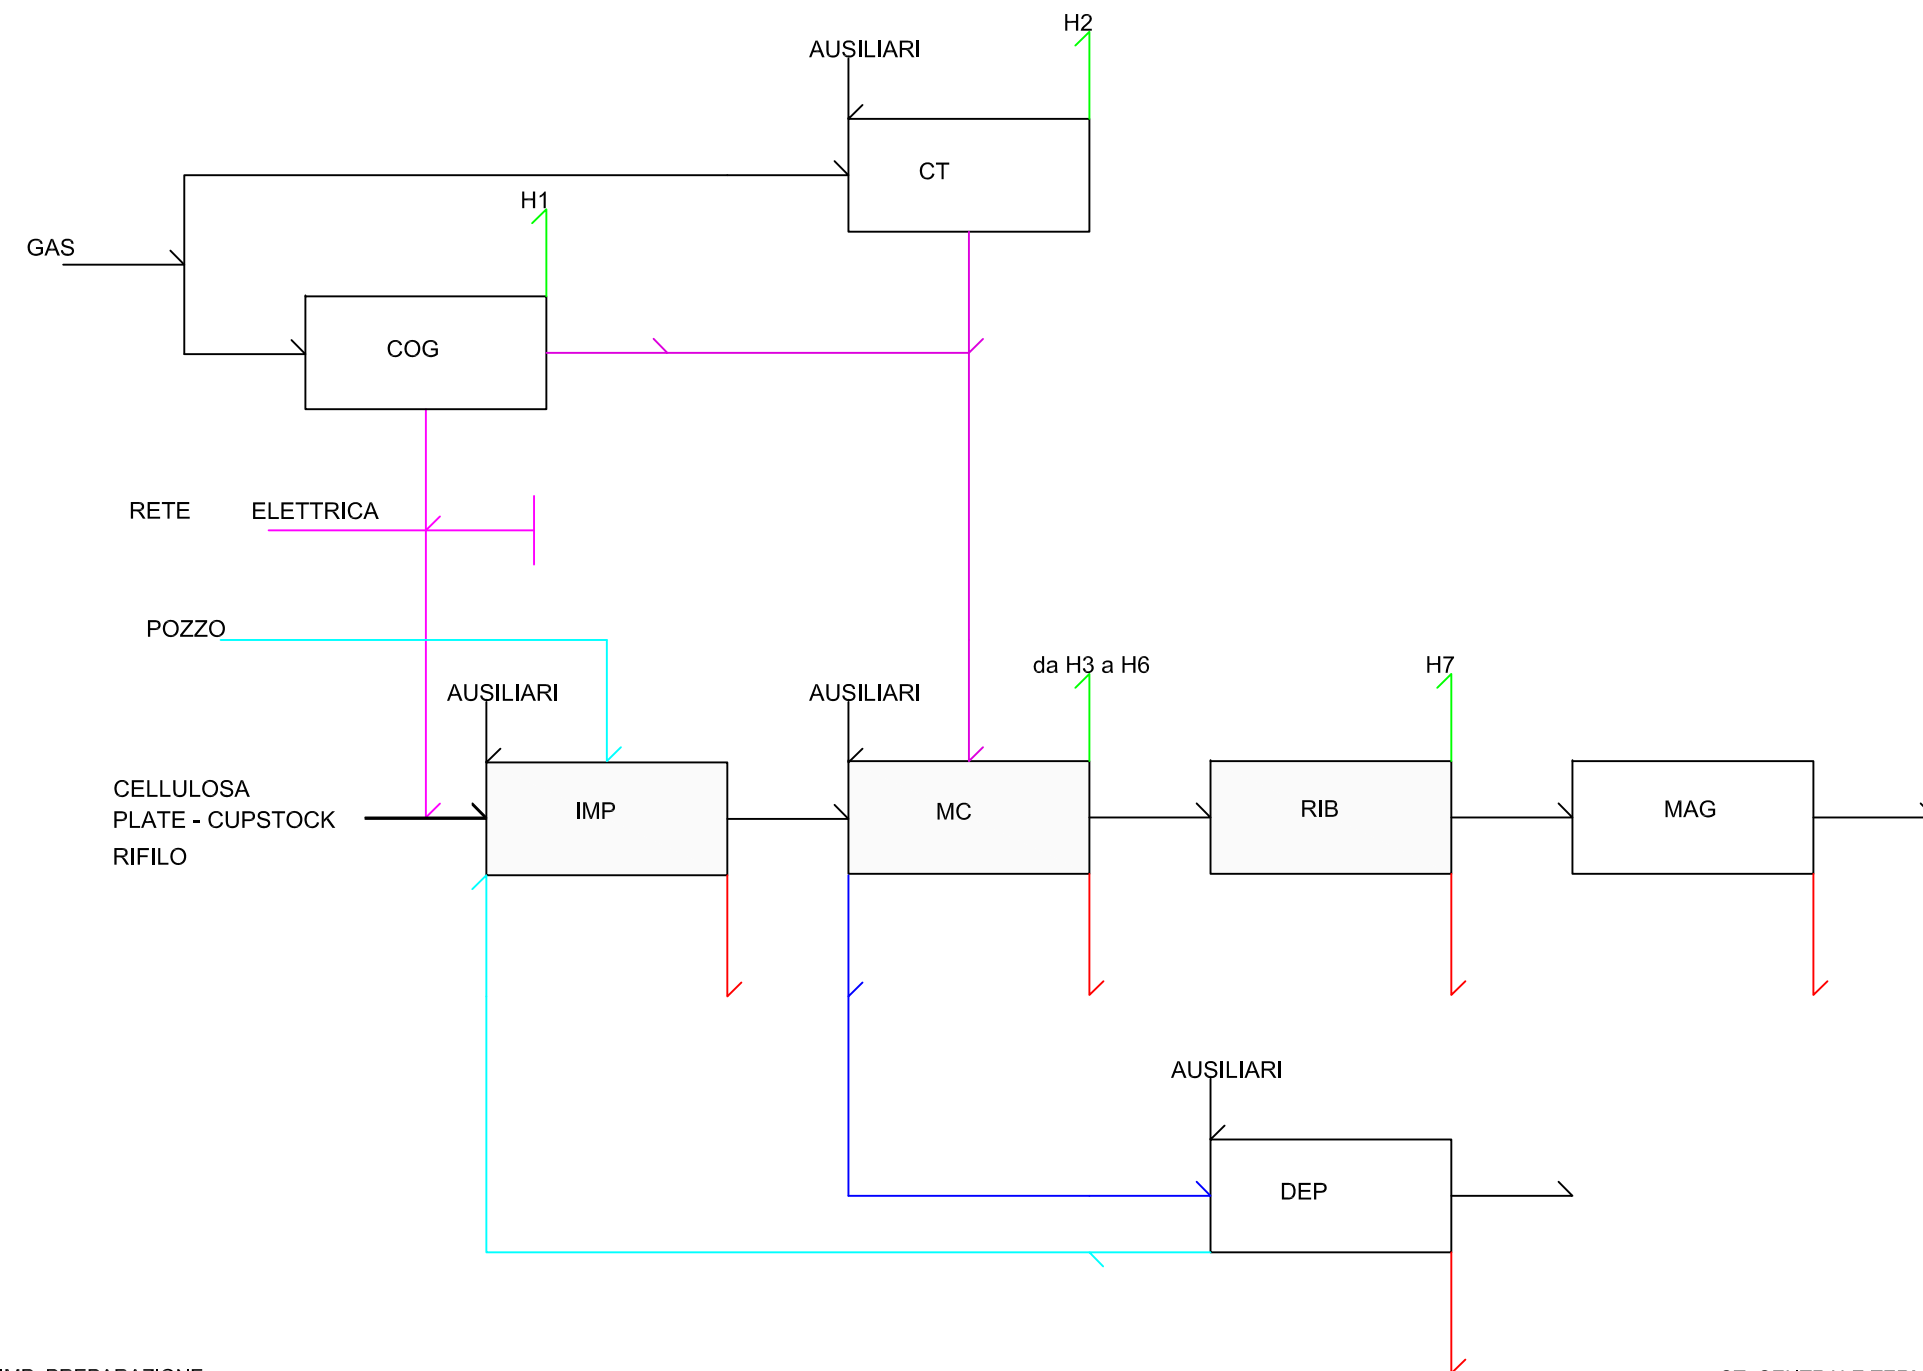 H2
AUSILIARI
CT
H1
GAS
COG
RETE ELETTRICA
POZZO
da H3 a H6
H7
AUSILIARI
AUSILIARI
CELLULOSA
PLATE - CUPSTOCK
RIFILO
IMP
MC
RIB
MAG
AUSILIARI
DEP